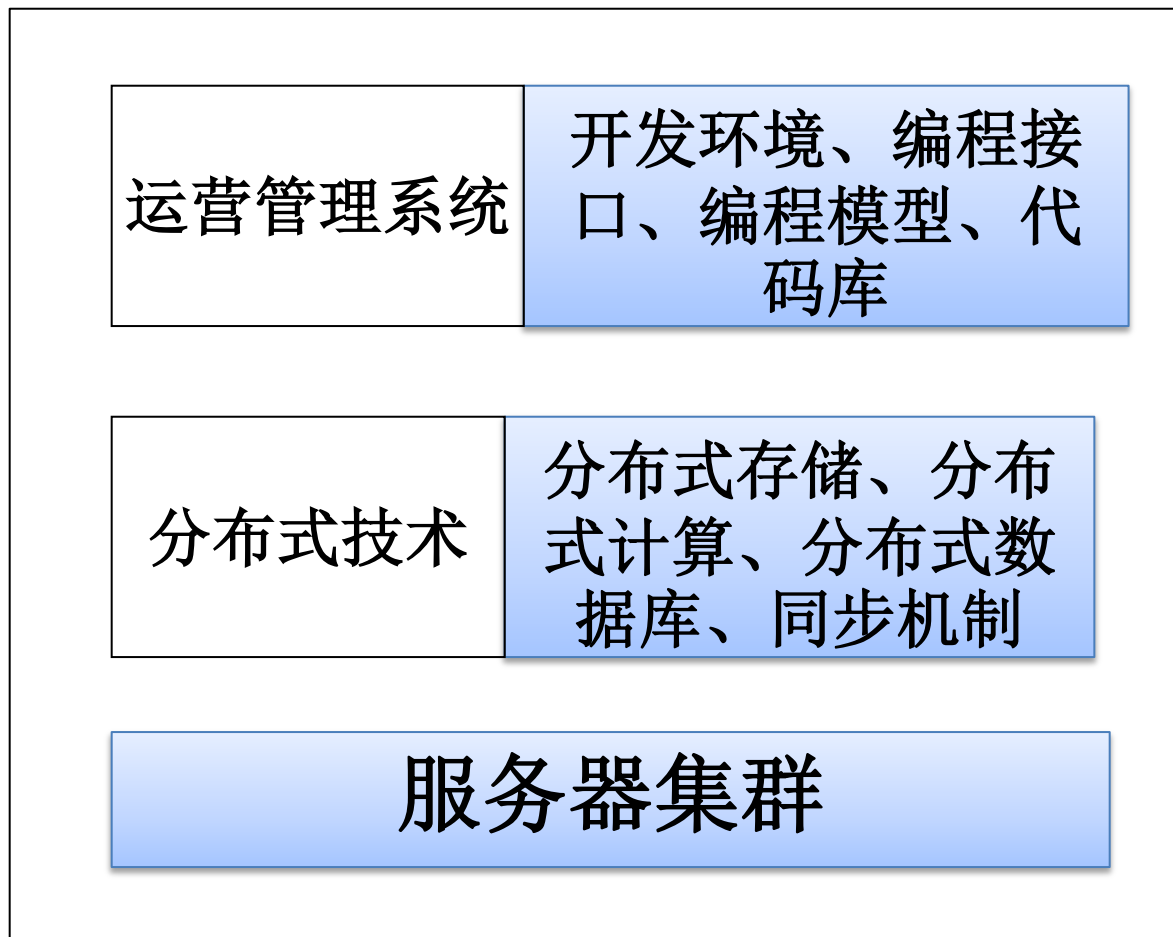 运营管理系统
开发环境、编程接
口、编程模型、代
码库
分布式技术
分布式存储、分布
式计算、分布式数
据库、同步机制
服务器集群